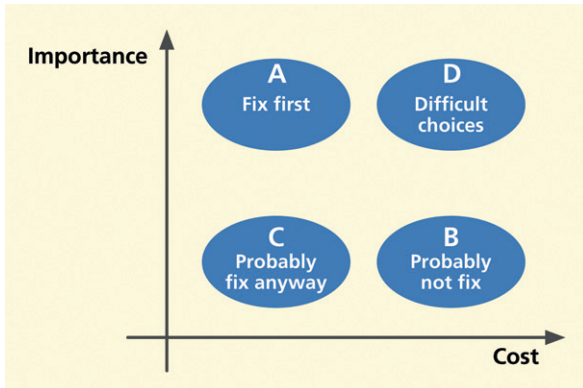 Importance
A
Fix first
D
Difficult
choices
C
Probably
fix anyway
B
Probably
not fix
Cost